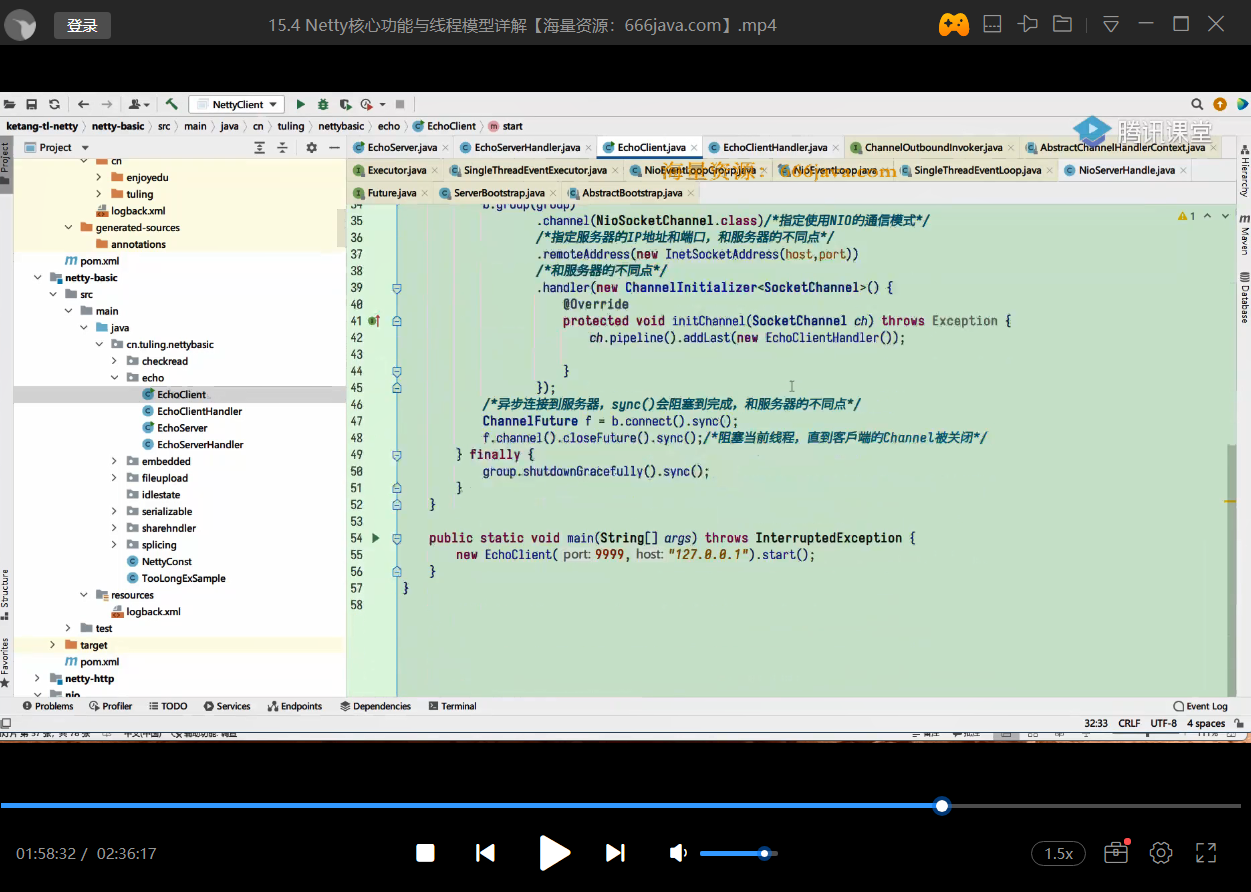 登录
15.4 Netty核心功能与线程模型详解【海量资源：666java.com】.mp4
NettyClient
ketang-tl-netty
netty-basic
src
main
java
cn
tuling
nettybasic
echo
EchoClient
start
腾讯课堂
Project
EchoServer.java
EchoServerHandler.java
EchoClient.java
EchoClientHandler.java
ChannelOutboundInvoker.java
AbstractChannelHandlerContext.java
Executor.java
SingleThreadEventExecutor.java
NioEventLoopGroup.java
NioEventLoop.java
SingleThreadEventLoop.java
NioServerHandler.java
海量资源：666java.com
Future.java
ServerBootstrap.java
AbstractBootstrap.java
Project
Structure
Favorites
Hierarchy
Maven
Database
cn
enjoyedu
tuling
logback.xml
generated-sources
annotations
pom.xml
netty-basic
src
main
java
cn.tuling.nettybasic
checkread
echo
EchoClient
EchoClientHandler
EchoServer
EchoServerHandler
embedded
fileupload
idlestate
serializable
sharehndler
splicing
NettyConst
TooLongExSample
resources
logback.xml
test
target
pom.xml
netty-http
nio
1
34 b.group(group)
35 .channel(NioSocketChannel.class)/*指定使用NIO的通信模式*/
36 /*指定服务器的IP地址和端口，和服务器的不同点*/
37 .remoteAddress(new InetSocketAddress(host,port))
38 /*和服务器的不同点*/
39 .handler(new ChannelInitializer<SocketChannel>() {
40 @Override
41 protected void initChannel(SocketChannel ch) throws Exception {
42 ch.pipeline().addLast(new EchoClientHandler());
43
44 }
45 });
46 /*异步连接到服务器，sync()会阻塞到完成，和服务器的不同点*/
47 ChannelFuture f = b.connect().sync();
48 f.channel().closeFuture().sync();/*阻塞当前线程，直到客户端的Channel被关闭*/
49 } finally {
50 group.shutdownGracefully().sync();
51 }
52 }
53
54 public static void main(String[] args) throws InterruptedException {
55 new EchoClient( port: 9999, host: "127.0.0.1").start();
56 }
57 }
58
Problems
Profiler
TODO
Services
Endpoints
Dependencies
Terminal
Event Log
32:33 CRLF UTF-8 4 spaces
01:58:32 / 02:36:17
1.5x